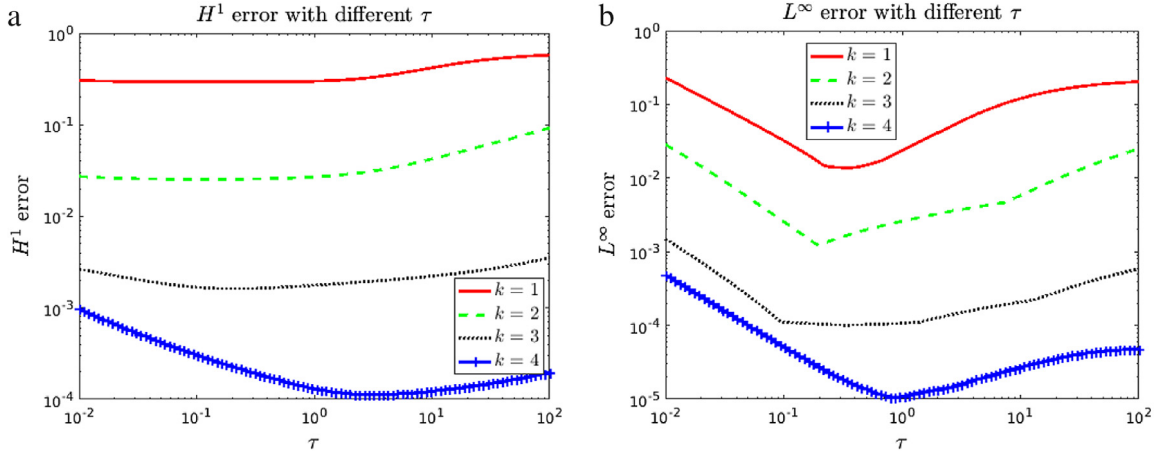 a
H¹ error with different τ
10⁰
10⁻¹
10⁻²
10⁻³
10⁻⁴
H¹ error
k = 1
k = 2
k = 3
k = 4
10⁻²
10⁻¹
10⁰
10¹
10²
τ
b
L∞ error with different τ
10⁰
10⁻¹
10⁻²
10⁻³
10⁻⁴
10⁻⁵
L∞ error
k = 1
k = 2
k = 3
k = 4
10⁻²
10⁻¹
10⁰
10¹
10²
τ